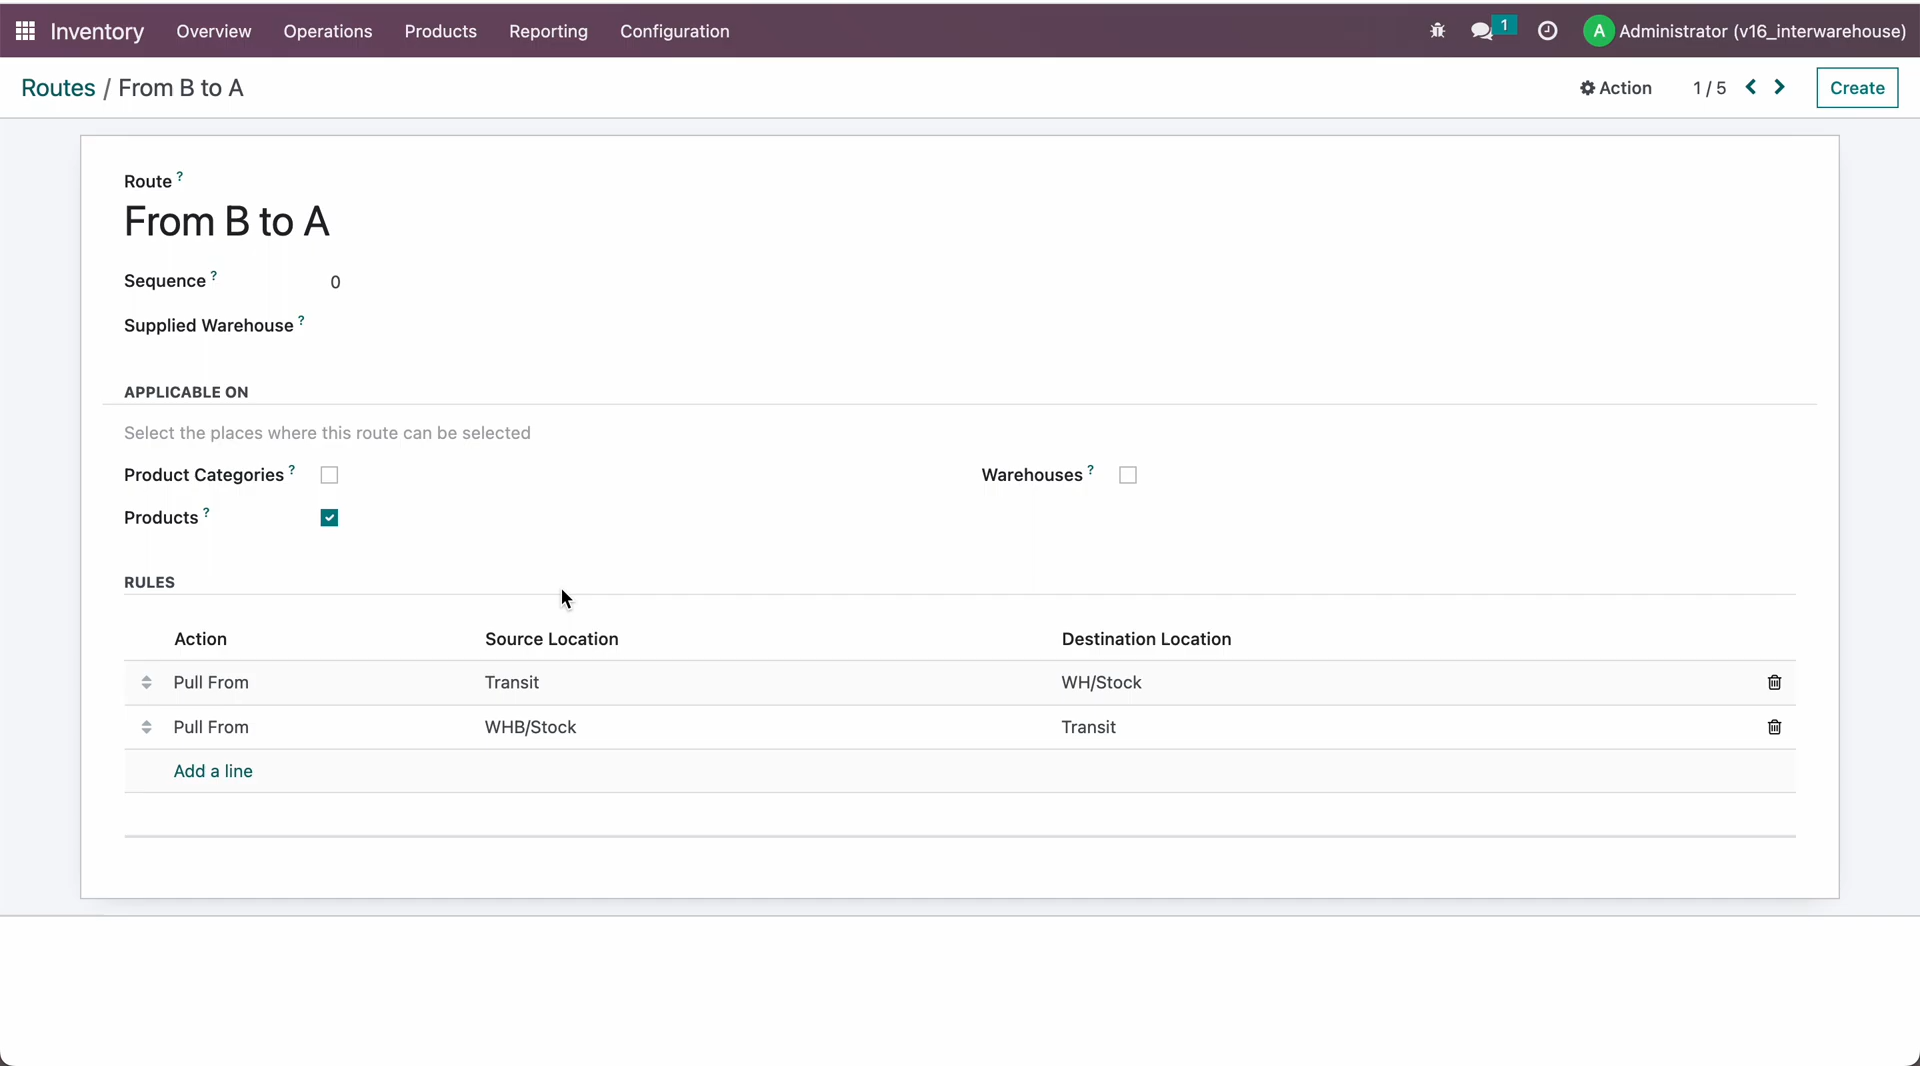 Inventory Overview Operations Products Reporting Configuration 1 A Administrator (v16_interwarehouse)
Routes / From B to A Action 1 / 5 Create
Route ?
From B to A
Sequence ? 0
Supplied Warehouse ?
APPLICABLE ON
Select the places where this route can be selected
Product Categories ? Warehouses ?
Products ?
RULES
Action Source Location Destination Location
Pull From Transit WH/Stock
Pull From WHB/Stock Transit
Add a line